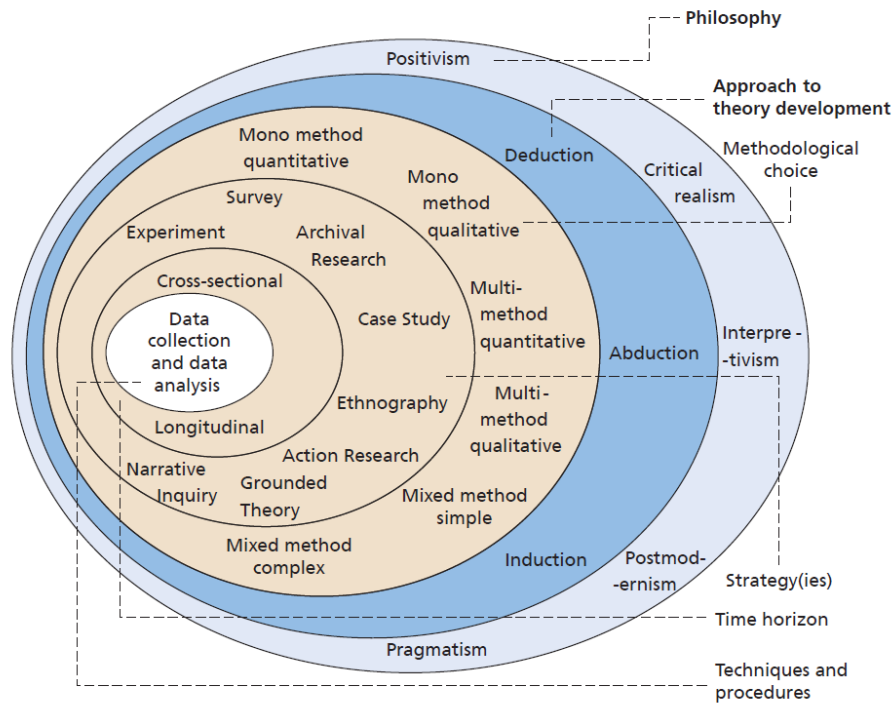 Philosophy
Positivism
Approach to
theory development
Mono method
quantitative
Deduction
Methodological
choice
Critical
realism
Mono
method
qualitative
Survey
Experiment
Archival
Research
Cross-sectional
Multi-
method
quantitative
Data
collection
and data
analysis
Case Study
Abduction
Interpre -
-tivism
Ethnography
Multi-
method
qualitative
Longitudinal
Action Research
Narrative
Inquiry
Grounded
Theory
Mixed method
simple
Mixed method
complex
Induction
Postmod-
-ernism
Strategy(ies)
Time horizon
Pragmatism
Techniques and
procedures